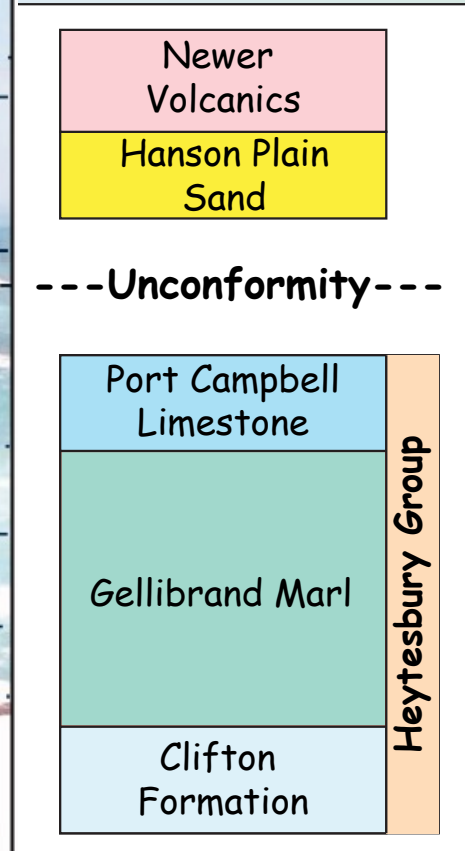 Newer
Volcanics
Hanson Plain
Sand
---Unconformity---
Port Campbell
Limestone
Gellibrand Marl
Clifton
Formation
Heytesbury Group